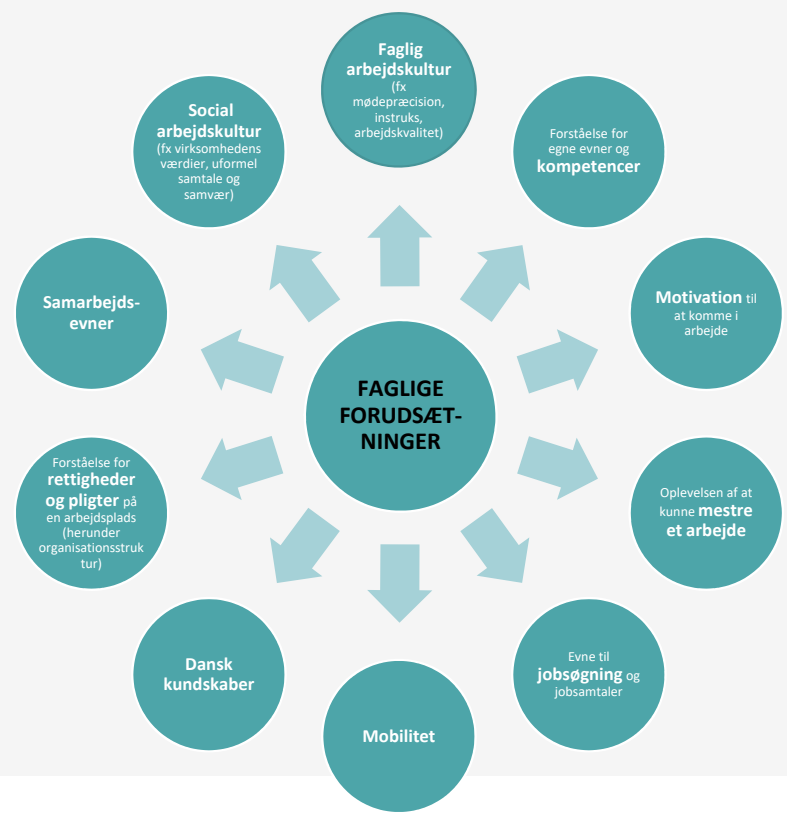 Faglig
arbejdskultur
(fx
mødepræcision,
instruks,
arbejdskvalitet)
Forståelse for
egne evner og
kompetencer
Motivation til
at komme i
arbejde
Oplevelsen af at
kunne mestre
et arbejde
Evne til
jobsøgning og
jobsamtaler
Mobilitet
Dansk
kundskaber
Forståelse for
rettigheder
og pligter på
en arbejdsplads
(herunder
organisationsstruk
tur)
Samarbejds-
evner
Social
arbejdskultur
(fx virksomhedens
værdier, uformel
samtale og
samvær)
FAGLIGE
FORUDSÆT-
NINGER